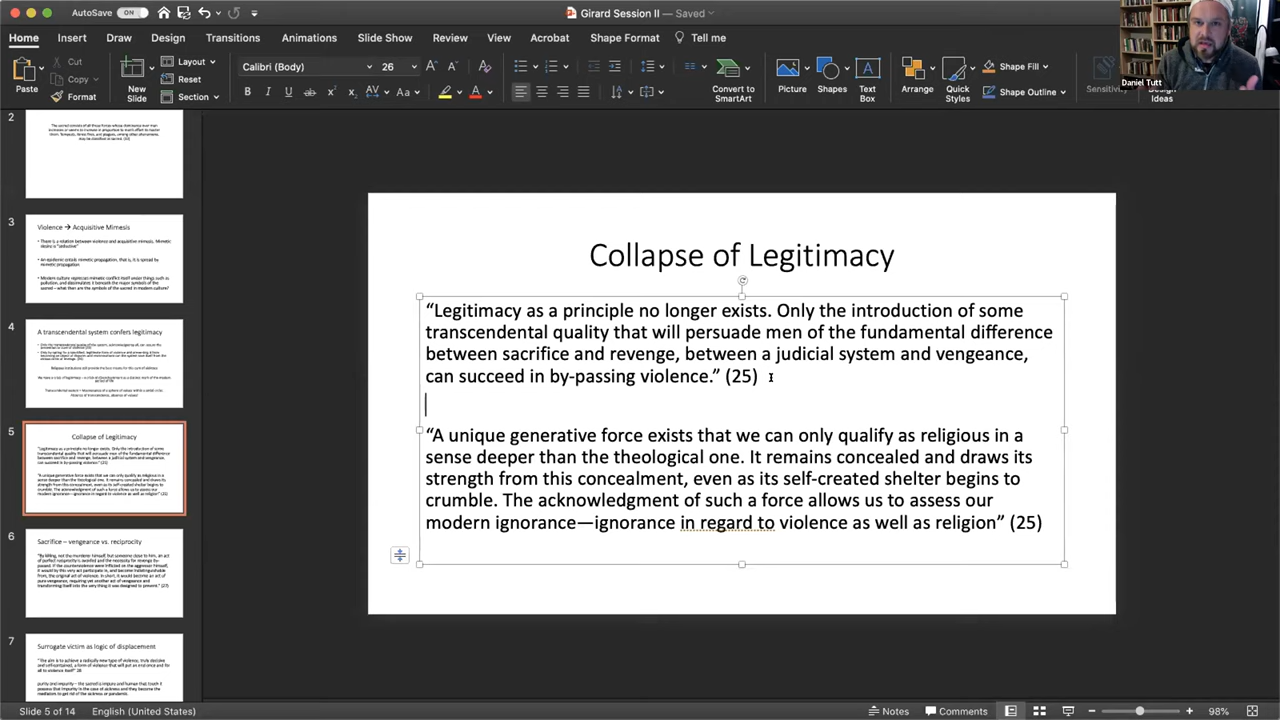 AutoSave ON Girard Session II — Saved
Home Insert Draw Design Transitions Animations Slide Show Review View Acrobat Shape Format Tell me
Paste Cut Copy Format
New Slide Layout Reset Section
Calibri (Body) 26
Convert to SmartArt
Picture Shapes Text Box Arrange Quick Styles
Shape Fill
Shape Outline
Sensitivity Design Ideas
Daniel Tutt
2
3
Violence → Acquisitive Mimesis
4
A transcendental system confers legitimacy
5
Collapse of Legitimacy
6
Sacrifice – vengeance vs. reciprocity
7
Surrogate victim as logic of displacement
Collapse of Legitimacy
“Legitimacy as a principle no longer exists. Only the introduction of some
transcendental quality that will persuade men of the fundamental difference
between sacrifice and revenge, between a judicial system and vengeance,
can succeed in by-passing violence.” (25)
“A unique generative force exists that we can only qualify as religious in a
sense deeper than the theological one. It remains concealed and draws its
strength from this concealment, even as its self-created shelter begins to
crumble. The acknowledgment of such a force allows us to assess our
modern ignorance—ignorance in regard to violence as well as religion” (25)
Slide 5 of 14 English (United States) Notes Comments 98%